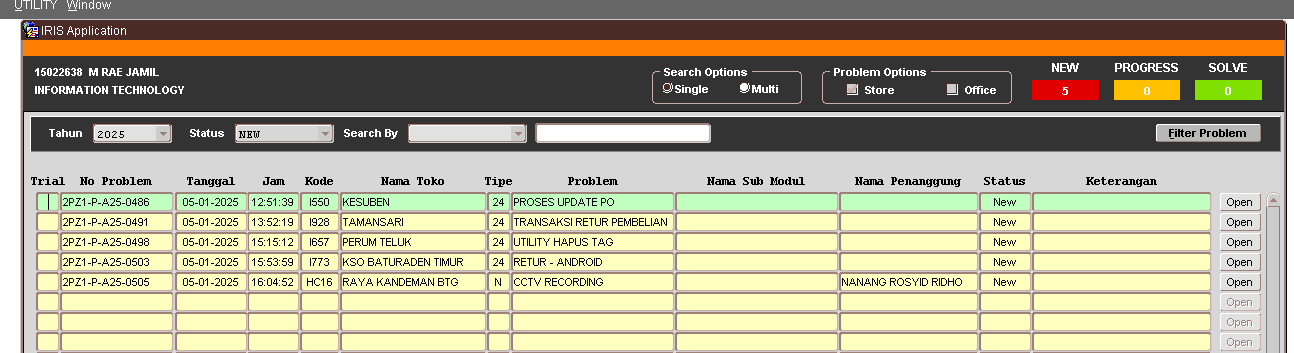 UTILITY Window
IRIS Application
15022638 M RAE JAMIL
INFORMATION TECHNOLOGY
Search Options
Single Multi
Problem Options
Store Office
NEW PROGRESS SOLVE
5 0 0
Tahun 2025 Status NEW Search By Filter Problem
Trial No Problem Tanggal Jam Kode Nama Toko Tipe Problem Nama Sub Modul Nama Penanggung Status Keterangan
2PZ1-P-A25-0486 05-01-2025 12:51:39 I550 KESUBEN 24 PROSES UPDATE PO New Open
2PZ1-P-A25-0491 05-01-2025 13:52:19 I928 TAMANSARI 24 TRANSAKSI RETUR PEMBELIAN New Open
2PZ1-P-A25-0498 05-01-2025 15:15:12 I657 PERUM TELUK 24 UTILITY HAPUS TAG New Open
2PZ1-P-A25-0503 05-01-2025 15:53:59 I773 KSO BATURADEN TIMUR 24 RETUR - ANDROID New Open
2PZ1-P-A25-0505 05-01-2025 16:04:52 HC16 RAYA KANDEMAN BTG N CCTV RECORDING NANANG ROSYID RIDHO New Open
Open
Open
Open